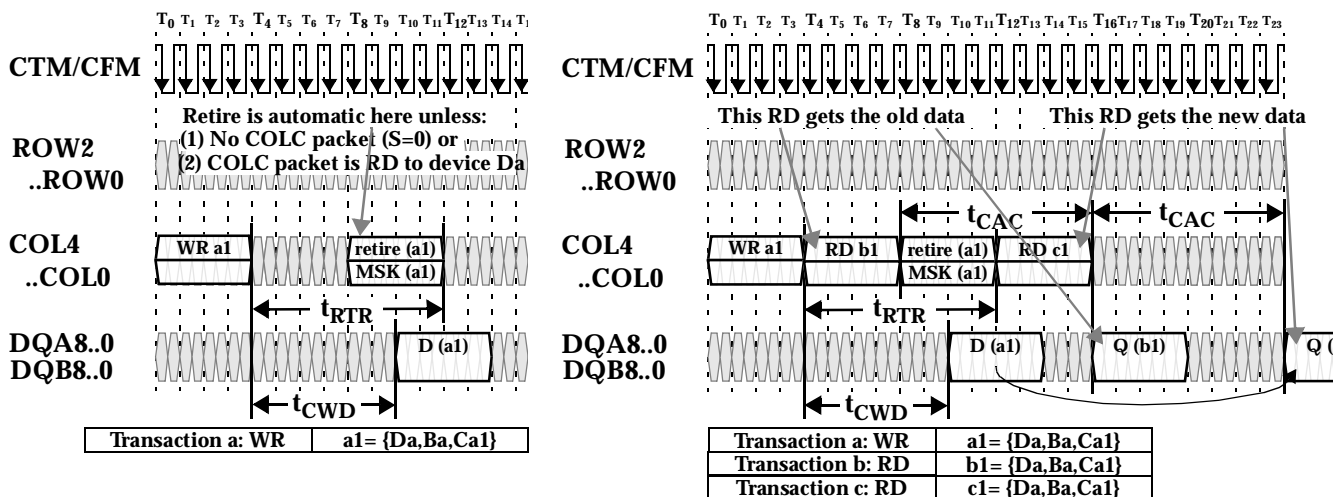 T0 T1 T2 T3 T4 T5 T6 T7 T8 T9 T10 T11 T12 T13 T14
CTM/CFM
Retire is automatic here unless:
(1) No COLC packet (S=0) or
(2) COLC packet is RD to device Da
ROW2
..ROW0
COL4
..COL0
WR a1
retire (a1)
MSK (a1)
tRTR
DQA8..0
DQB8..0
D (a1)
tCWD
Transaction a: WR a1= {Da,Ba,Ca1}
T0 T1 T2 T3 T4 T5 T6 T7 T8 T9 T10 T11 T12 T13 T14 T15 T16 T17 T18 T19 T20 T21 T22 T23
CTM/CFM
This RD gets the old data
This RD gets the new data
ROW2
..ROW0
tCAC
tCAC
COL4
..COL0
WR a1
RD b1
retire (a1)
MSK (a1)
RD c1
tRTR
DQA8..0
DQB8..0
D (a1)
Q (b1)
Q (
tCWD
Transaction a: WR a1= {Da,Ba,Ca1}
Transaction b: RD b1= {Da,Ba,Ca1}
Transaction c: RD c1= {Da,Ba,Ca1}